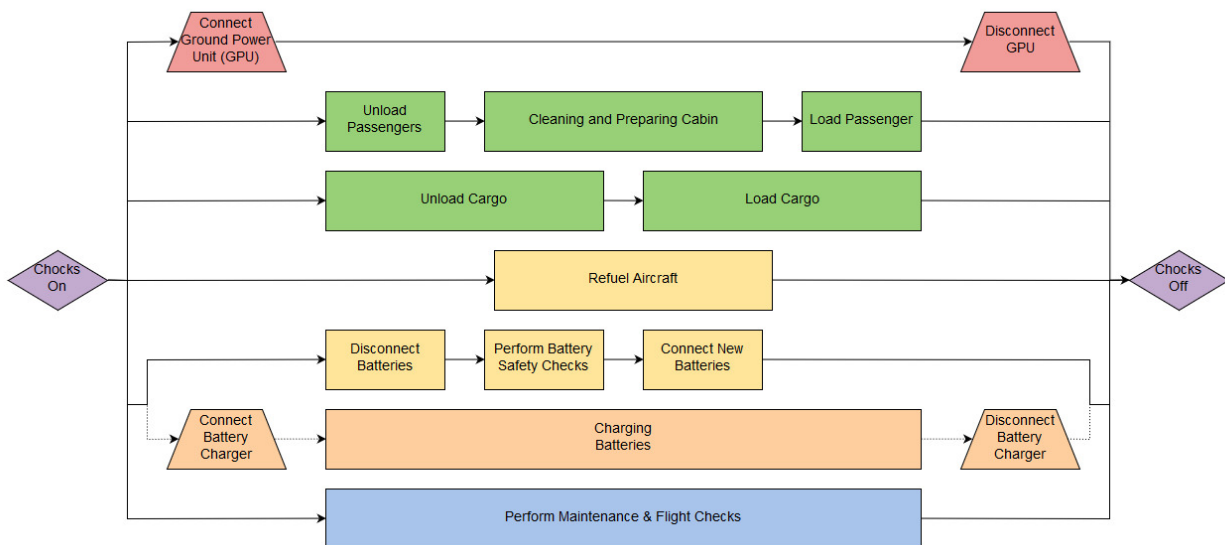 Connect
Ground Power
Unit (GPU)
Disconnect
GPU
Unload
Passengers
Cleaning and Preparing Cabin
Load Passenger
Unload Cargo
Load Cargo
Chocks
On
Refuel Aircraft
Chocks
Off
Disconnect
Batteries
Perform Battery
Safety Checks
Connect New
Batteries
Connect
Battery
Charger
Charging
Batteries
Disconnect
Battery
Charger
Perform Maintenance & Flight Checks